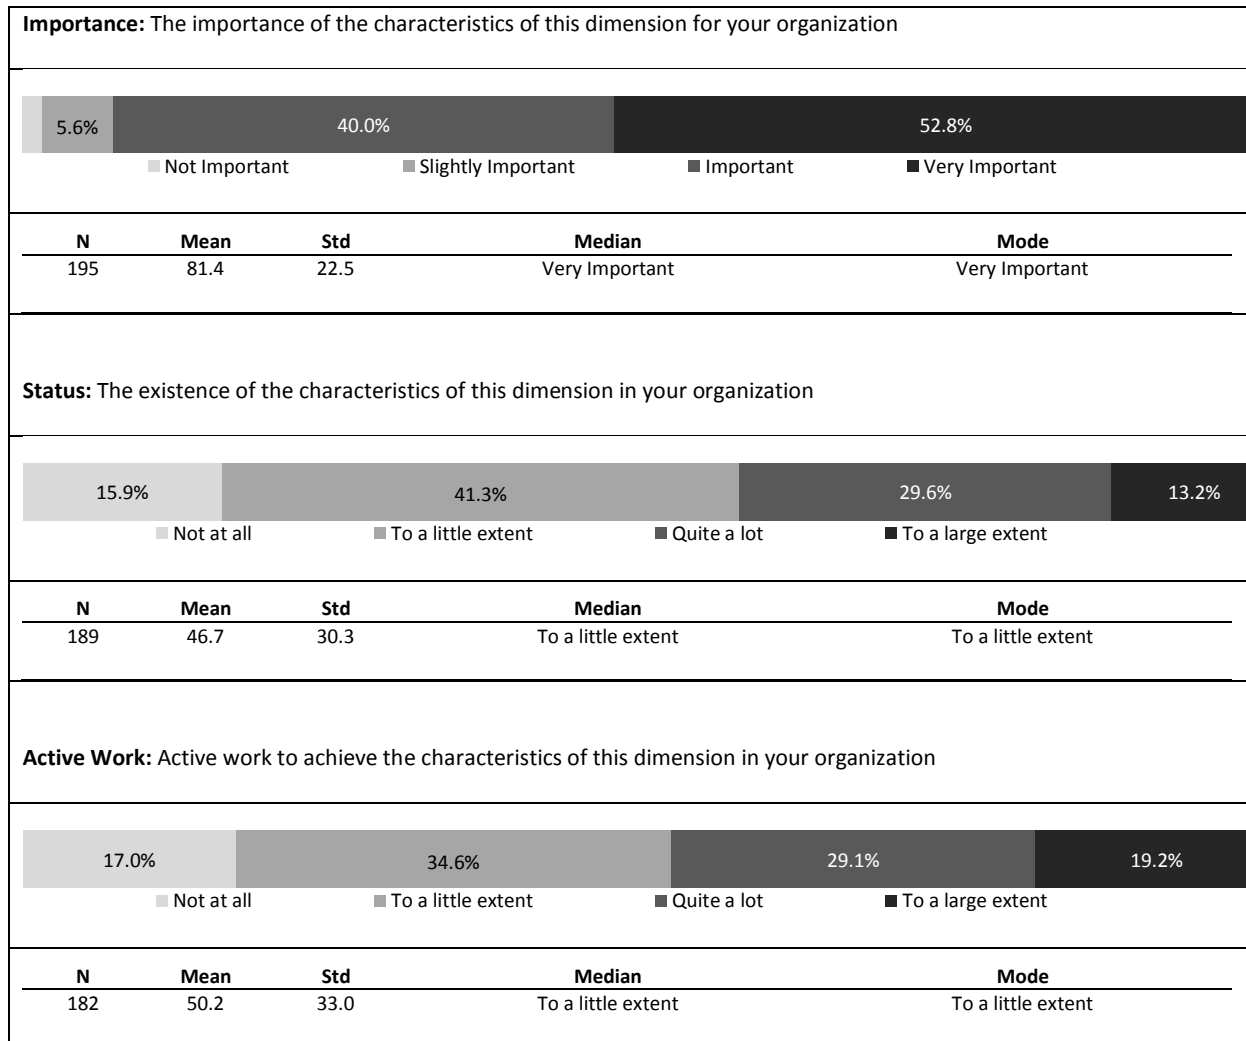 Importance: The importance of the characteristics of this dimension for your organization
5.6% 40.0% 52.8%
Not Important Slightly Important Important Very Important
N Mean Std Median Mode
195 81.4 22.5 Very Important Very Important
Status: The existence of the characteristics of this dimension in your organization
15.9% 41.3% 29.6% 13.2%
Not at all To a little extent Quite a lot To a large extent
N Mean Std Median Mode
189 46.7 30.3 To a little extent To a little extent
Active Work: Active work to achieve the characteristics of this dimension in your organization
17.0% 34.6% 29.1% 19.2%
Not at all To a little extent Quite a lot To a large extent
N Mean Std Median Mode
182 50.2 33.0 To a little extent To a little extent